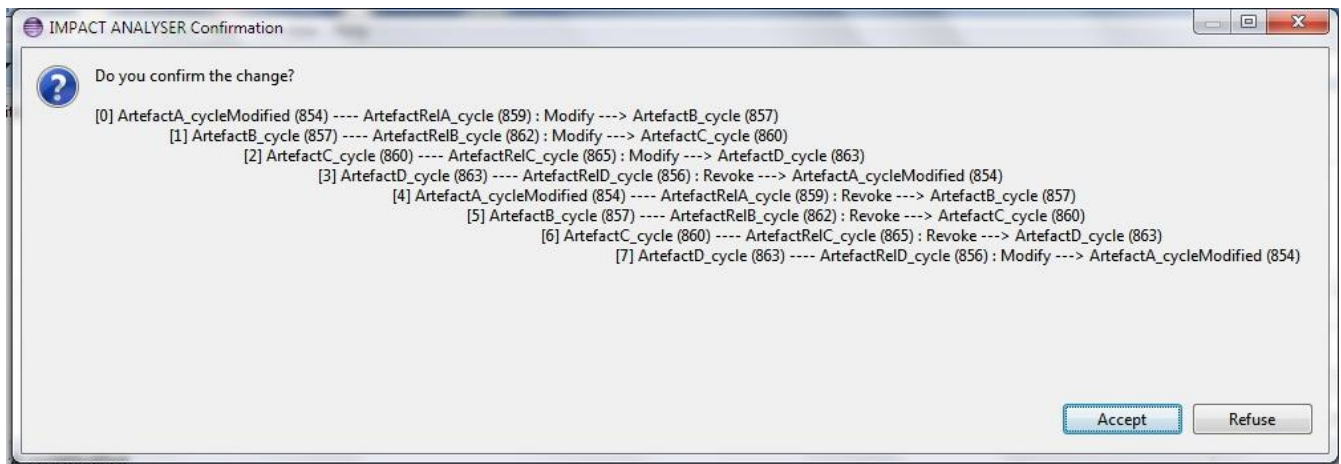 IMPACT ANALYSER Confirmation
Do you confirm the change?
[0] ArtefactA_cycleModified (854) ---- ArtefactRelA_cycle (859) : Modify ---> ArtefactB_cycle (857)
[1] ArtefactB_cycle (857) ---- ArtefactRelB_cycle (862) : Modify ---> ArtefactC_cycle (860)
[2] ArtefactC_cycle (860) ---- ArtefactRelC_cycle (865) : Modify ---> ArtefactD_cycle (863)
[3] ArtefactD_cycle (863) ---- ArtefactRelD_cycle (856) : Revoke ---> ArtefactA_cycleModified (854)
[4] ArtefactA_cycleModified (854) ---- ArtefactRelA_cycle (859) : Revoke ---> ArtefactB_cycle (857)
[5] ArtefactB_cycle (857) ---- ArtefactRelB_cycle (862) : Revoke ---> ArtefactC_cycle (860)
[6] ArtefactC_cycle (860) ---- ArtefactRelC_cycle (865) : Revoke ---> ArtefactD_cycle (863)
[7] ArtefactD_cycle (863) ---- ArtefactRelD_cycle (856) : Modify ---> ArtefactA_cycleModified (854)
Accept Refuse